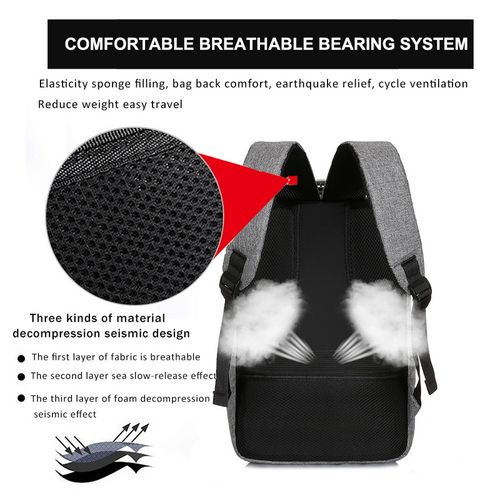 COMFORTABLE BREATHABLE BEARING SYSTEM
Elasticity sponge filling, bag back comfort, earthquake relief, cycle ventilation
Reduce weight easy travel
Three kinds of material
decompression seismic design
The first layer of fabric is breathable
The second layer sea slow-release effect
The third layer of foam decompression
seismic effect